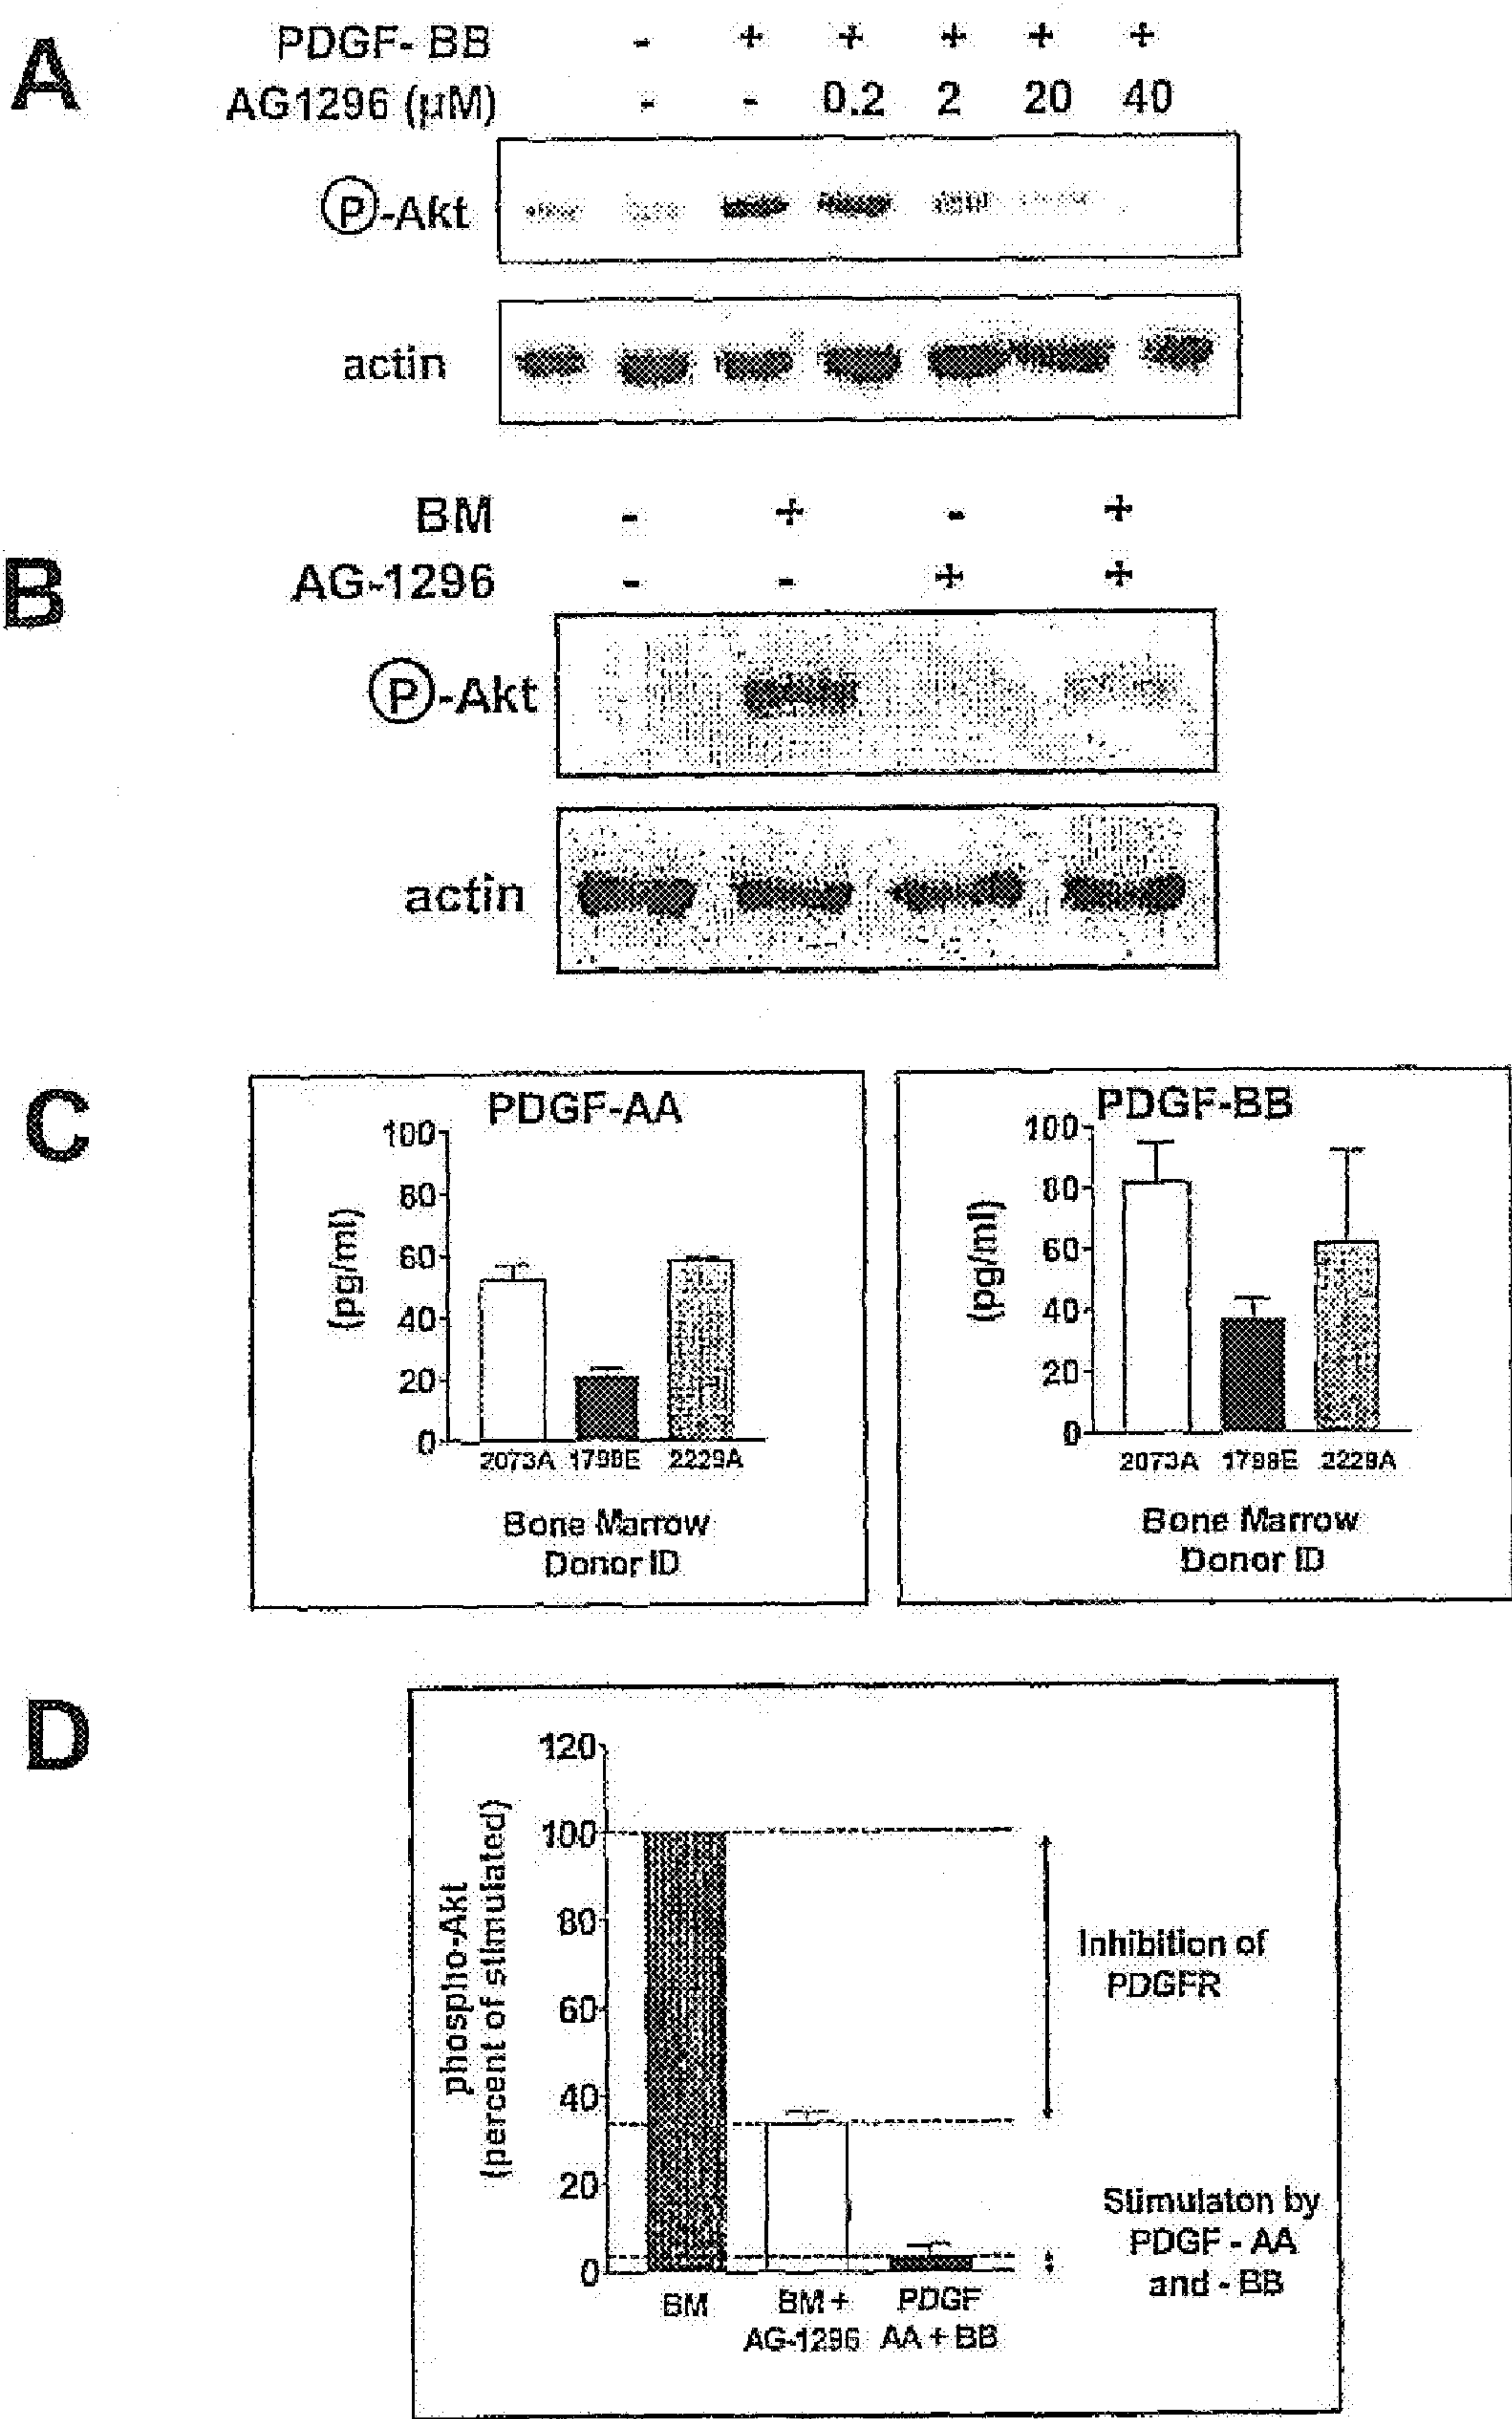 A
PDGF- BB - + + + + +
AG1296 (µM) - - 0.2 2 20 40
P-Akt
actin
B
BM - + - +
AG-1296 - - + +
P-Akt
actin
C
PDGF-AA
100
80
60
40
20
0
(pg/ml)
2073A 1798E 2229A
Bone Marrow
Donor ID
PDGF-BB
100
80
60
40
20
0
(pg/ml)
2073A 1798E 2229A
Bone Marrow
Donor ID
D
120
100
80
60
40
20
0
phospho-Akt
(percent of stimulated)
BM
BM +
AG-1296
PDGF
AA + BB
Inhibition of
PDGFR
Stimulaton by
PDGF - AA
and - BB